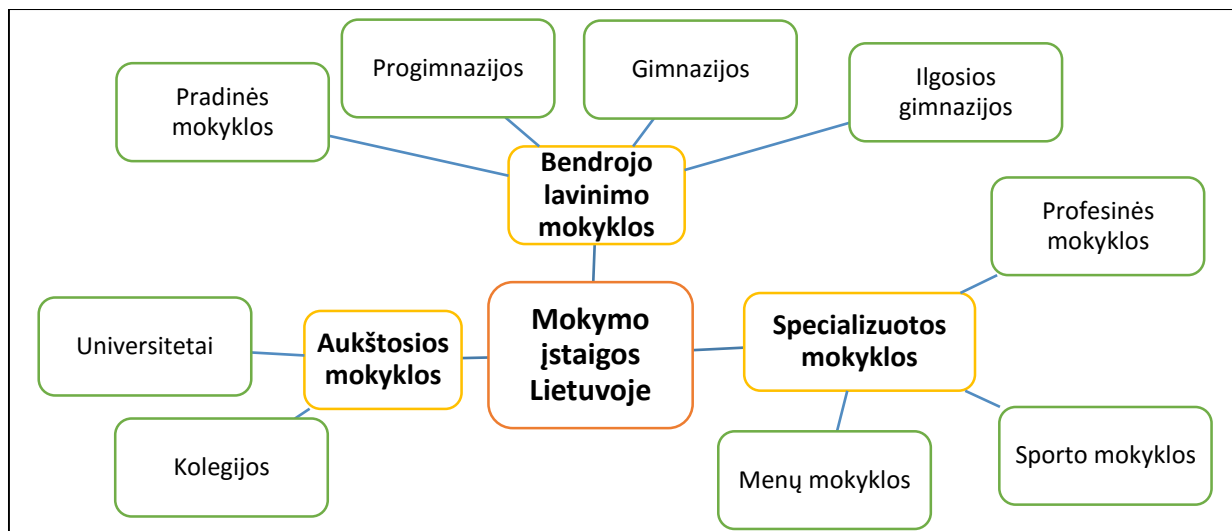 Progimnazijos
Gimnazijos
Ilgosios
gimnazijos
Pradinės
mokyklos
Bendrojo
lavinimo
mokyklos
Profesinės
mokyklos
Mokymo
įstaigos
Lietuvoje
Specializuotos
mokyklos
Aukštosios
mokyklos
Universitetai
Kolegijos
Menų mokyklos
Sporto mokyklos